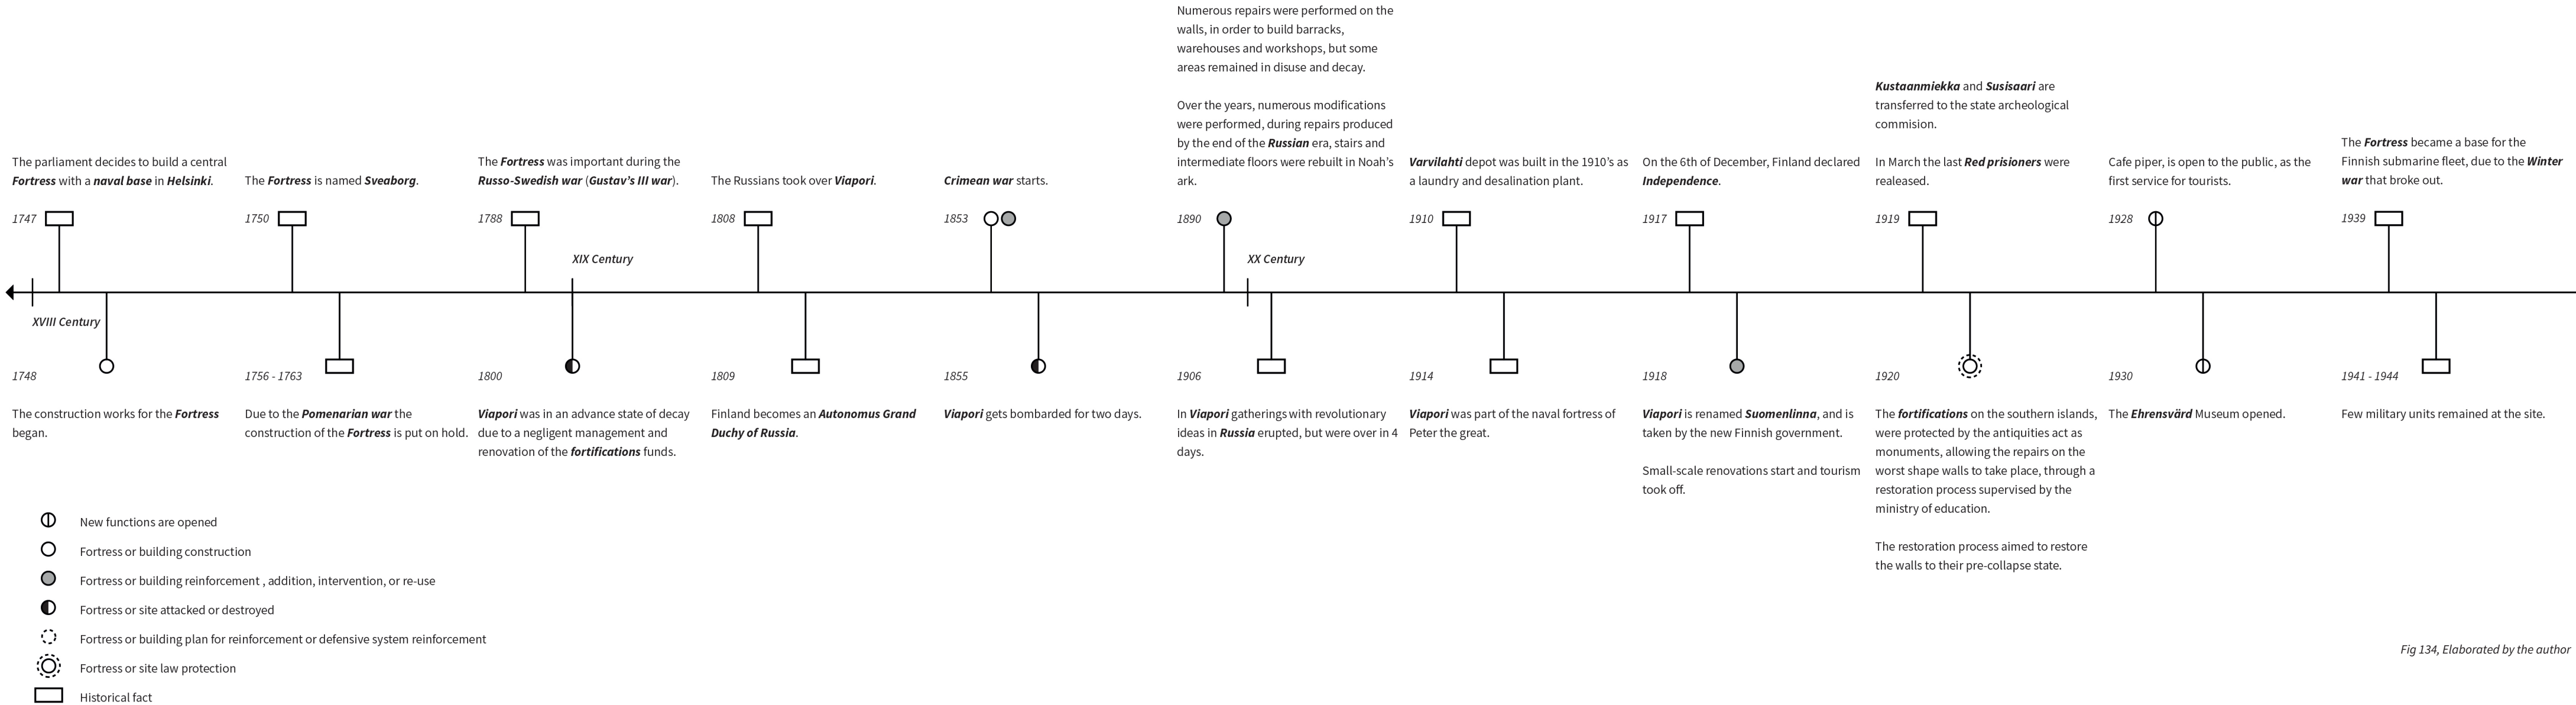 Numerous repairs were performed on the
walls, in order to build barracks,
warehouses and workshops, but some
areas remained in disuse and decay.
Over the years, numerous modifications
were performed, during repairs produced
by the end of the Russian era, stairs and
intermediate floors were rebuilt in Noah's
ark.
Kustaanmiekka and Susisaari are
transferred to the state archeological
commision.
In March the last Red prisioners were
realeased.
The parliament decides to build a central
Fortress with a naval base in Helsinki.
The Fortress is named Sveaborg.
The Fortress was important during the
Russo-Swedish war (Gustav's III war).
The Russians took over Viapori.
Crimean war starts.
Varvilahti depot was built in the 1910's as
a laundry and desalination plant.
On the 6th of December, Finland declared
Independence.
Cafe piper, is open to the public, as the
first service for tourists.
The Fortress became a base for the
Finnish submarine fleet, due to the Winter
war that broke out.
1747
1750
1788
1808
1853
1890
1910
1917
1919
1928
1939
XIX Century
XX Century
XVIII Century
1748
1756 - 1763
1800
1809
1855
1906
1914
1918
1920
1930
1941 - 1944
The construction works for the Fortress
began.
Due to the Pomenarian war the
construction of the Fortress is put on hold.
Viapori was in an advance state of decay
due to a negligent management and
renovation of the fortifications funds.
Finland becomes an Autonomus Grand
Duchy of Russia.
Viapori gets bombarded for two days.
In Viapori gatherings with revolutionary
ideas in Russia erupted, but were over in 4
days.
Viapori was part of the naval fortress of
Peter the great.
Viapori is renamed Suomenlinna, and is
taken by the new Finnish government.
Small-scale renovations start and tourism
took off.
The fortifications on the southern islands,
were protected by the antiquities act as
monuments, allowing the repairs on the
worst shape walls to take place, through a
restoration process supervised by the
ministry of education.
The restoration process aimed to restore
the walls to their pre-collapse state.
The Ehrensvärd Museum opened.
Few military units remained at the site.
New functions are opened
Fortress or building construction
Fortress or building reinforcement , addition, intervention, or re-use
Fortress or site attacked or destroyed
Fortress or building plan for reinforcement or defensive system reinforcement
Fortress or site law protection
Historical fact
Fig 134, Elaborated by the author